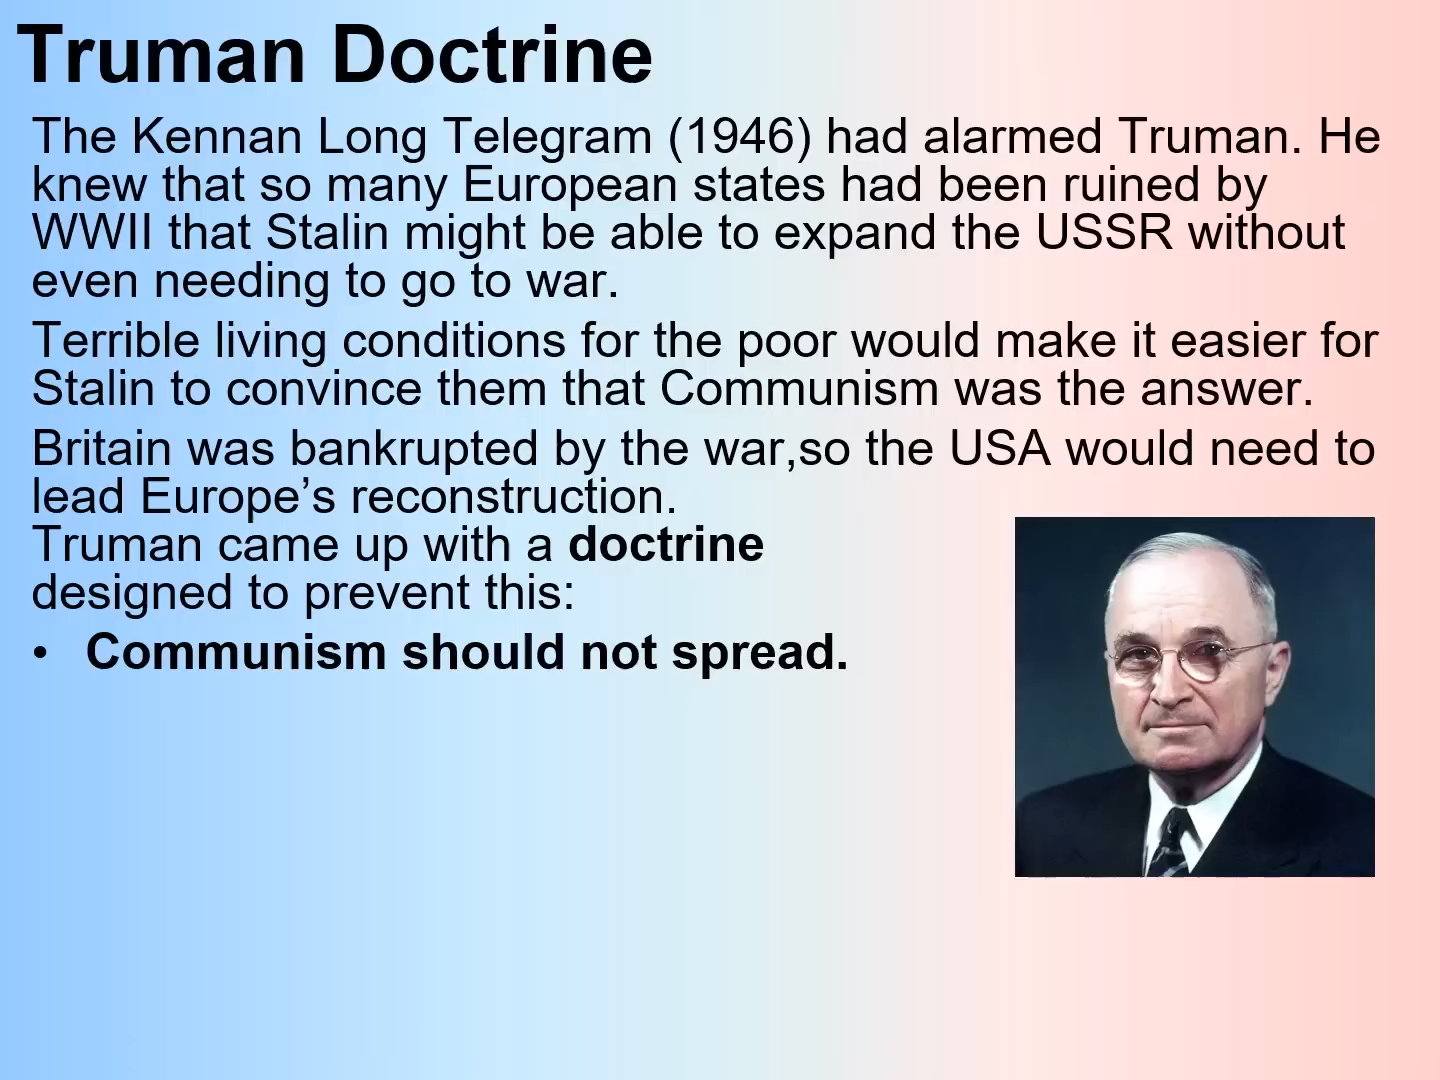 Truman Doctrine
The Kennan Long Telegram (1946) had alarmed Truman. He
knew that so many European states had been ruined by
WWII that Stalin might be able to expand the USSR without
even needing to go to war.
Terrible living conditions for the poor would make it easier for
Stalin to convince them that Communism was the answer.
Britain was bankrupted by the war,so the USA would need to
lead Europe’s reconstruction.
Truman came up with a doctrine
designed to prevent this:
• Communism should not spread.